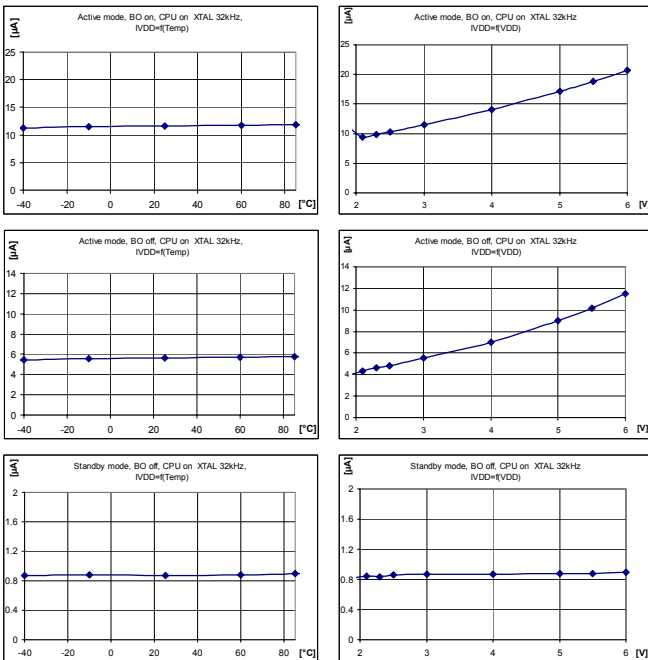 Active mode, BO on, CPU on XTAL 32kHz,
IVDD=f(Temp)
[µA]
25
20
15
10
5
0
-40 -20 0 20 40 60 80 [°C]
Active mode, BO on, CPU on XTAL 32kHz
IVDD=f(VDD)
[µA]
25
20
15
10
5
0
2 3 4 5 6 [V]
Active mode, BO off, CPU on XTAL 32kHz,
IVDD=f(Temp)
[µA]
14
12
10
8
6
4
2
0
-40 -20 0 20 40 60 80 [°C]
Active mode, BO off, CPU on XTAL 32kHz
IVDD=f(VDD)
[µA]
14
12
10
8
6
4
2
0
2 3 4 5 6 [V]
Standby mode, BO off, CPU on XTAL 32kHz,
IVDD=f(Temp)
[µA]
2
1.6
1.2
0.8
0.4
0
-40 -20 0 20 40 60 80 [°C]
Standby mode, BO off, CPU on XTAL 32kHz
IVDD=f(VDD)
[µA]
2
1.6
1.2
0.8
0.4
0
2 3 4 5 6 [V]